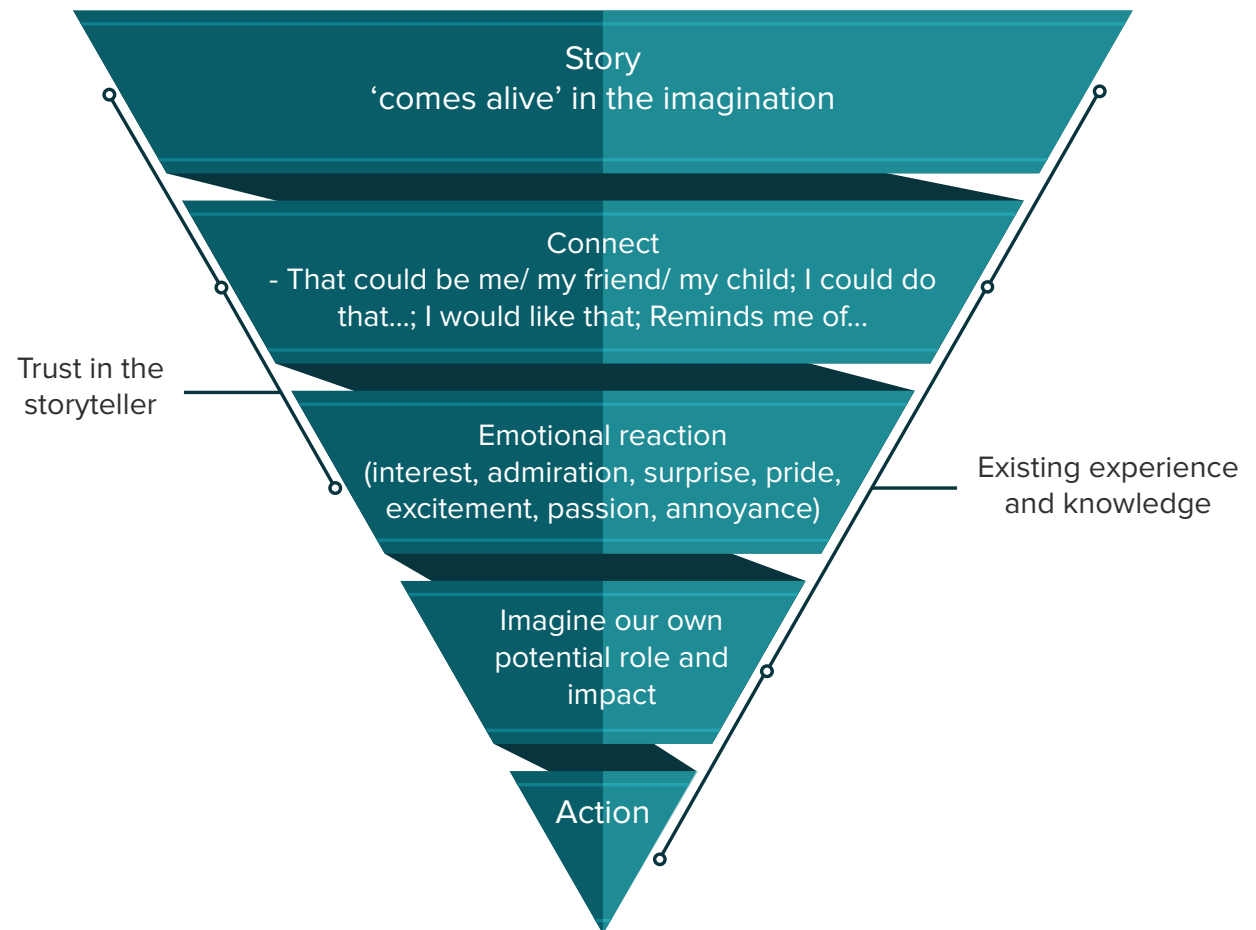 Story
‘comes alive’ in the imagination
Connect
- That could be me/ my friend/ my child; I could do
that...; I would like that; Reminds me of...
Trust in the
storyteller
Emotional reaction
(interest, admiration, surprise, pride,
excitement, passion, annoyance)
Existing experience
and knowledge
Imagine our own
potential role and
impact
Action